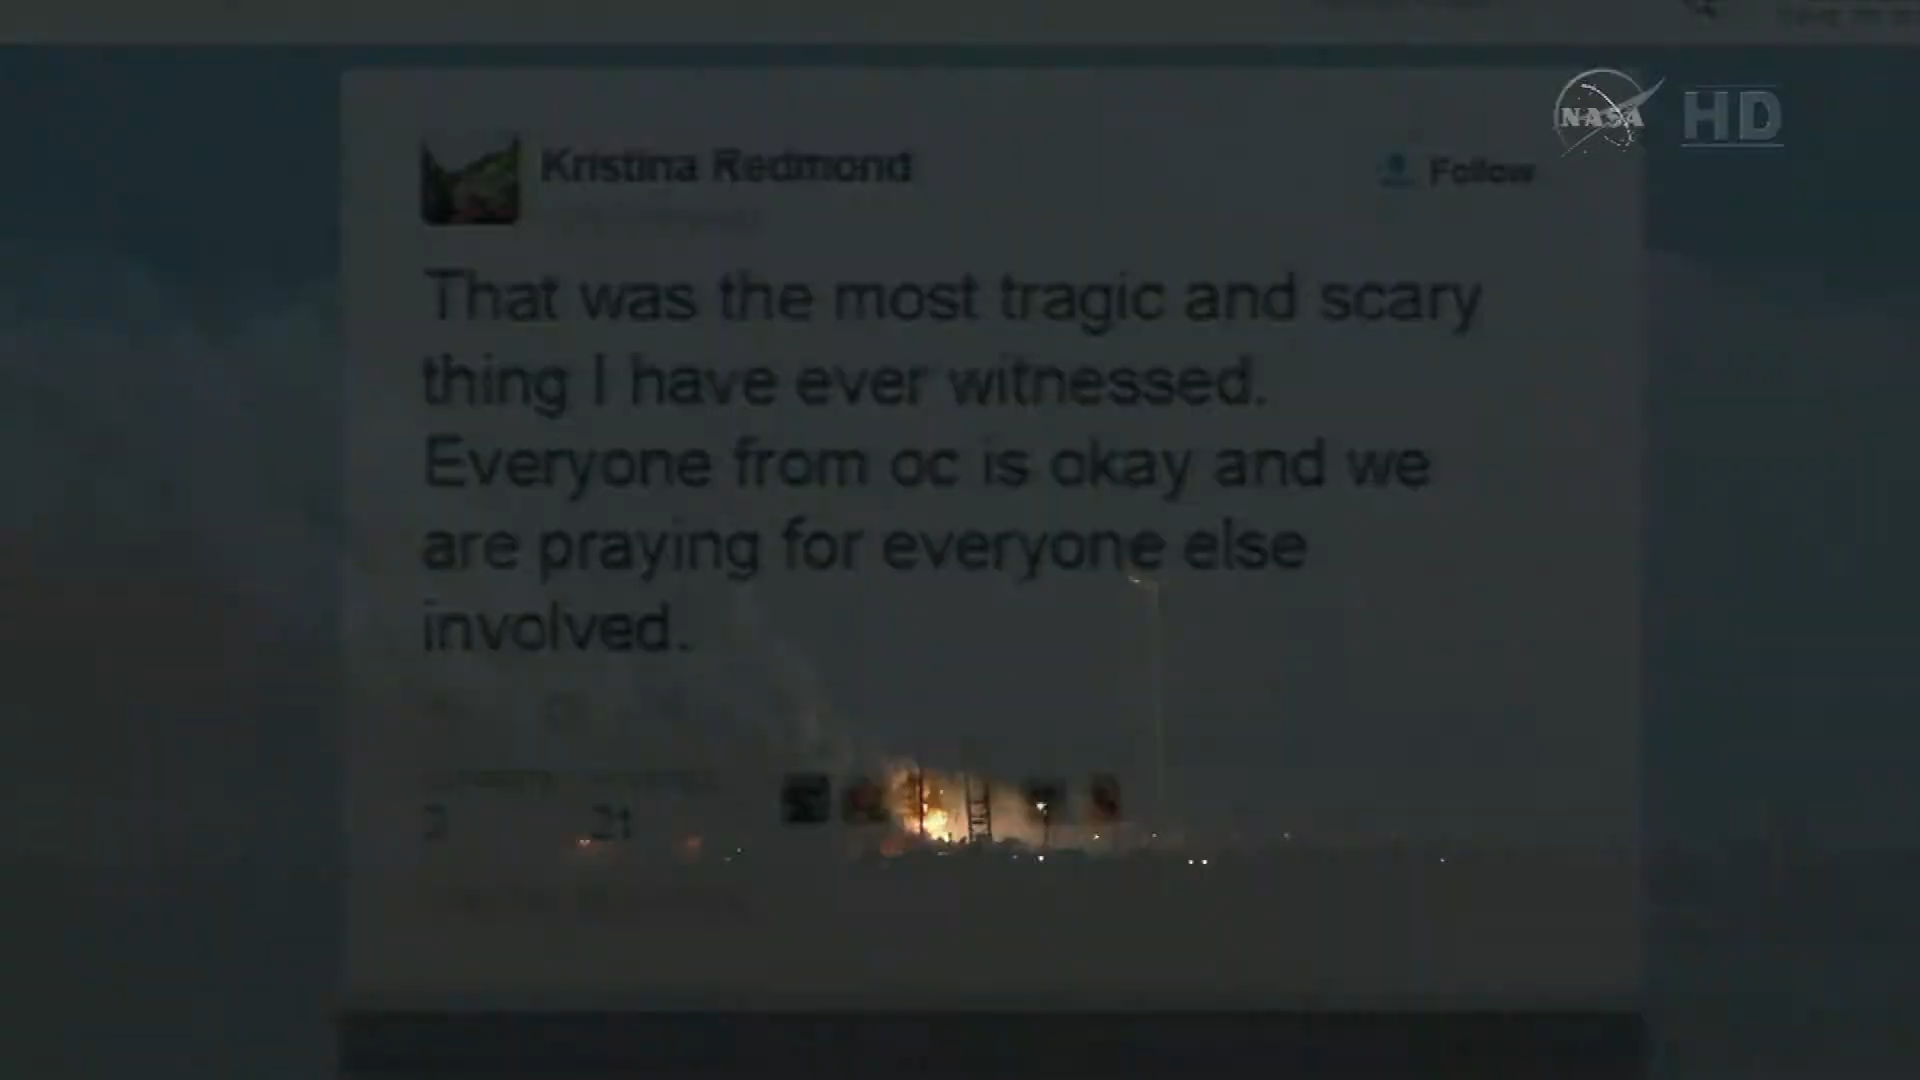 NASA HD
Kristina Redmond
Follow
That was the most tragic and scary
thing I have ever witnessed.
Everyone from oc is okay and we
are praying for everyone else
involved.
21